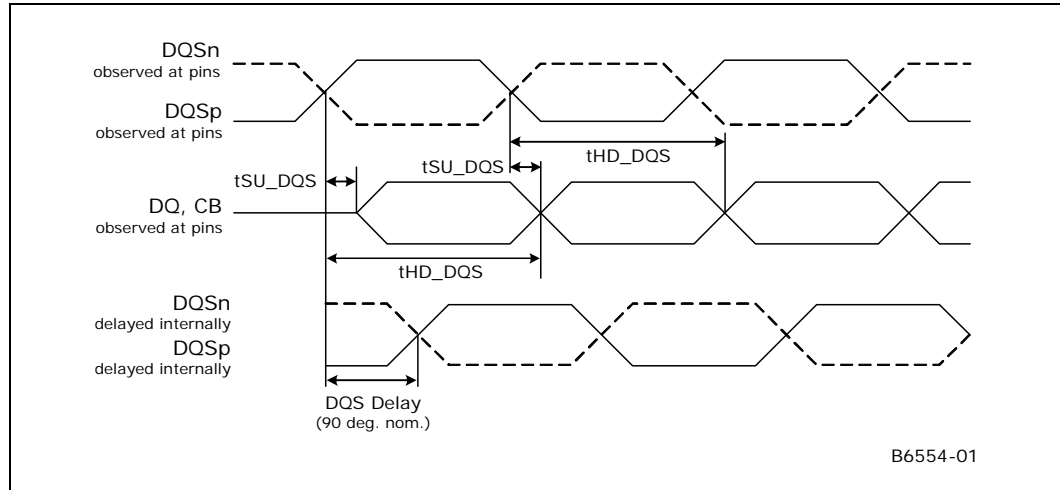 DQSn
observed at pins
DQSp
observed at pins
tHD_DQS
tSU_DQS
tSU_DQS
DQ, CB
observed at pins
tHD_DQS
DQSn
delayed internally
DQSp
delayed internally
DQS Delay
(90 deg. nom.)
B6554-01